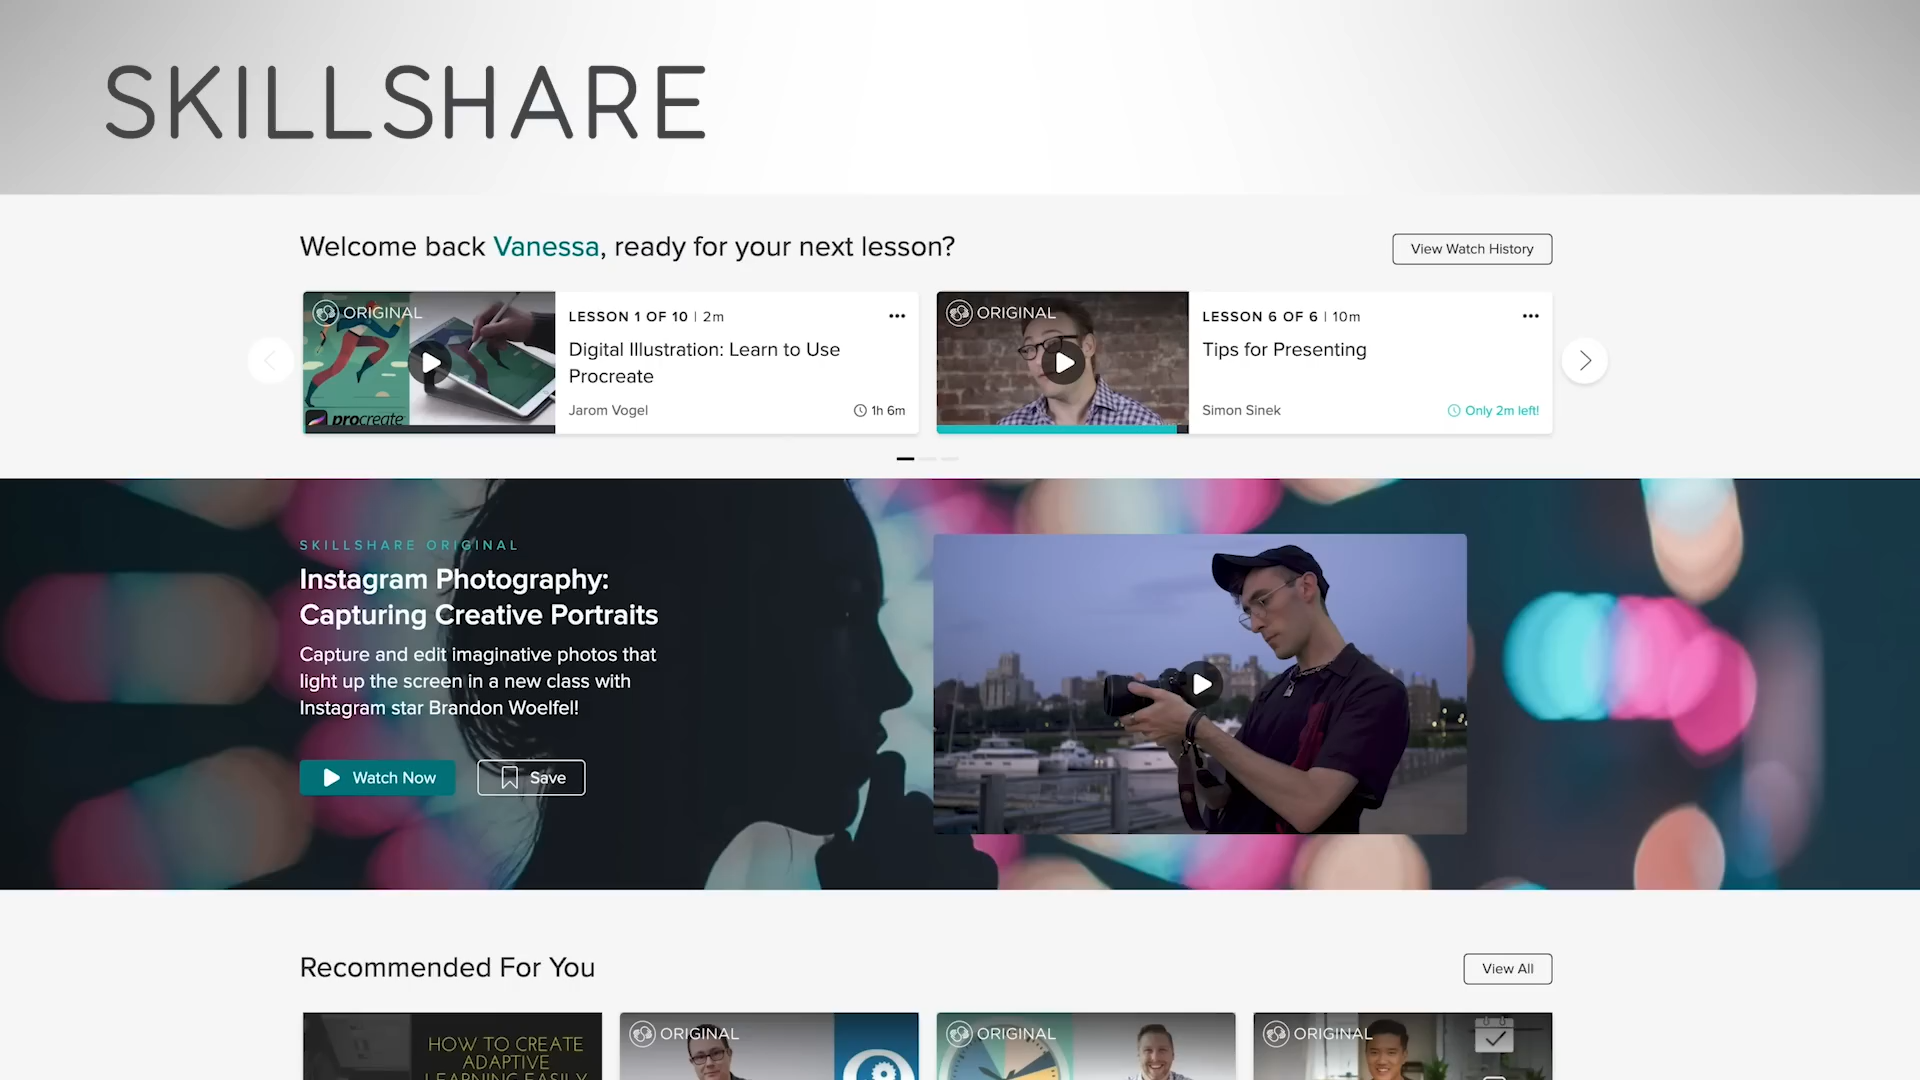 SKILLSHARE
Welcome back Vanessa, ready for your next lesson?
View Watch History
ORIGINAL
procreate
LESSON 1 OF 10 | 2m
Digital Illustration: Learn to Use
Procreate
Jarom Vogel
1h 6m
ORIGINAL
LESSON 6 OF 6 | 10m
Tips for Presenting
Simon Sinek
Only 2m left!
SKILLSHARE ORIGINAL
Instagram Photography:
Capturing Creative Portraits
Capture and edit imaginative photos that
light up the screen in a new class with
Instagram star Brandon Woelfel!
Watch Now
Save
Recommended For You
View All
HOW TO CREATE
ADAPTIVE
LEARNING EASILY
ORIGINAL
ORIGINAL
ORIGINAL